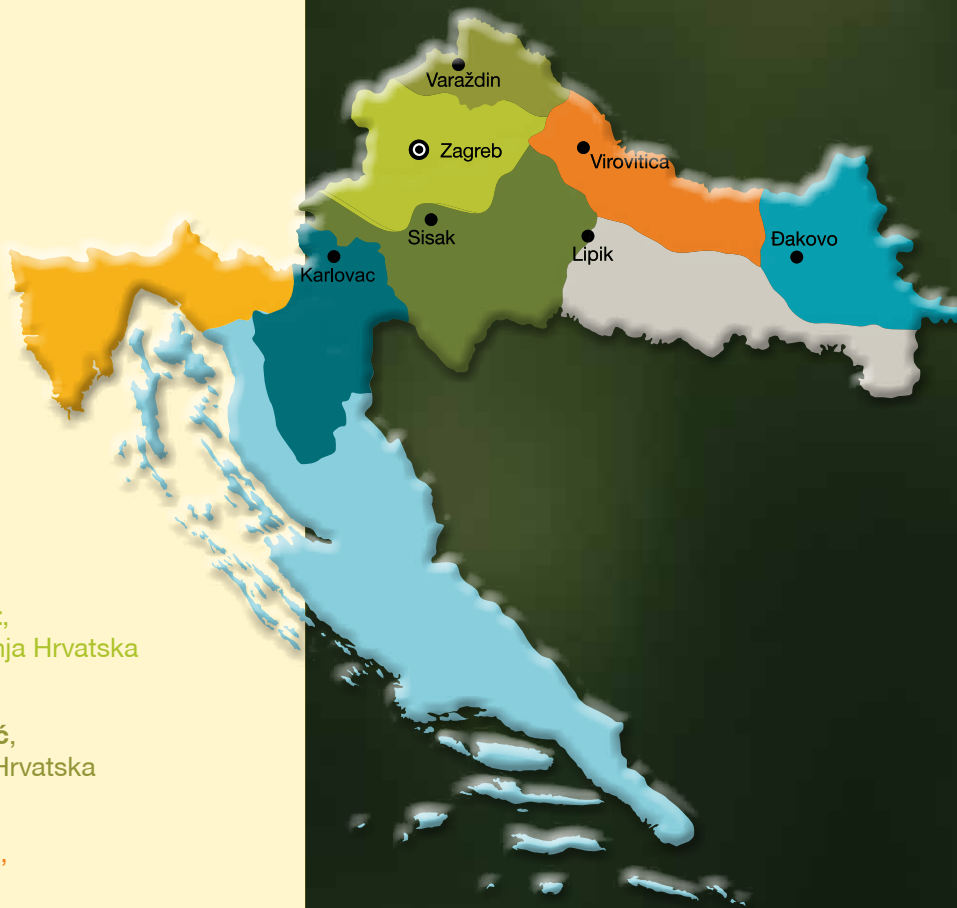 Varaždin
Zagreb
Virovitica
Sisak
Đakovo
Lipik
Karlovac
,
nja Hrvatska
ć,
Hrvatska
,